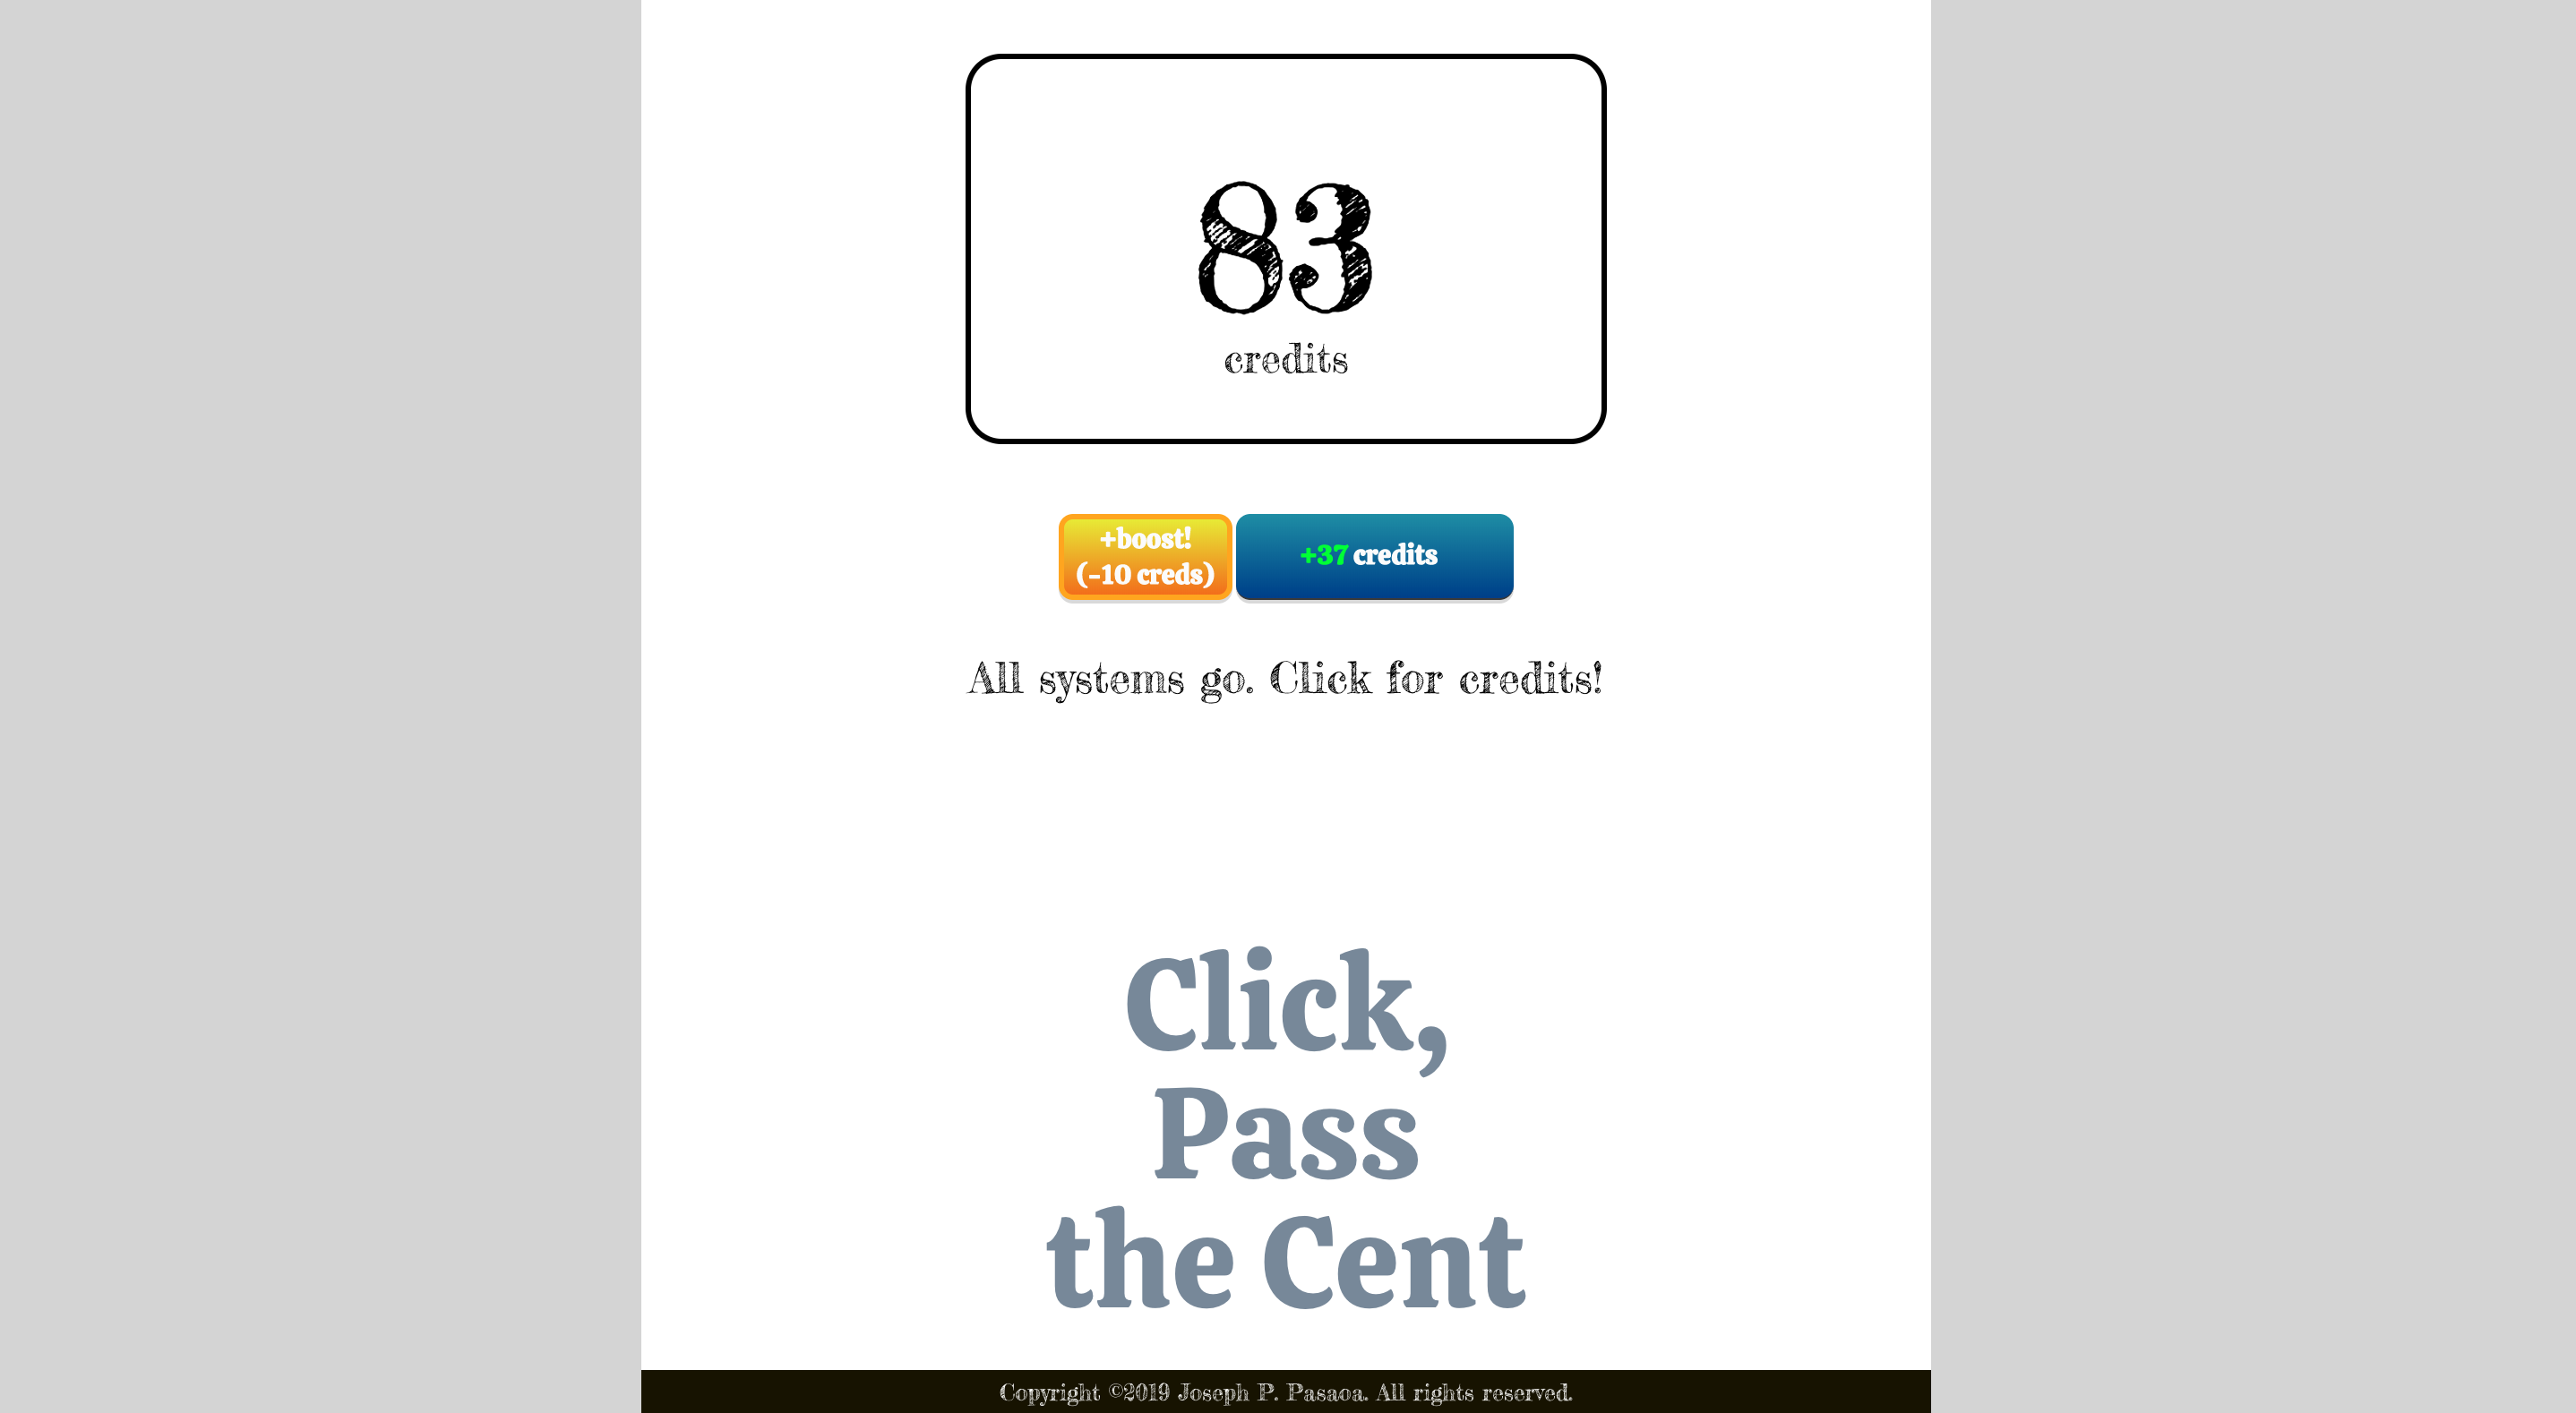 83
credits
+boost!
(-10 creds)
+37 credits
All systems go. Click for credits!
Click,
Pass
the Cent
Copyright ©2019 Joseph P. Pasaoa. All rights reserved.